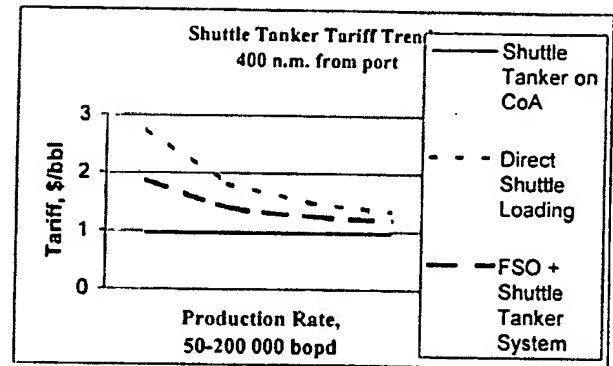 Shuttle Tanker Tariff Trend
400 n.m. from port
3
2
1
0
Tariff, $/bbl
Production Rate,
50-200 000 bopd
Shuttle
Tanker on
CoA
Direct
Shuttle
Loading
FSO +
Shuttle
Tanker
System